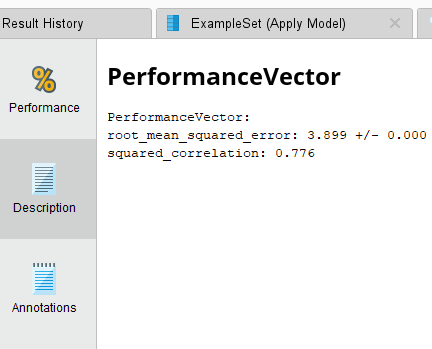 Result History
ExampleSet (Apply Model)
PerformanceVector
Performance
PerformanceVector:
root_mean_squared_error: 3.899 +/- 0.000
squared_correlation: 0.776
Description
Annotations